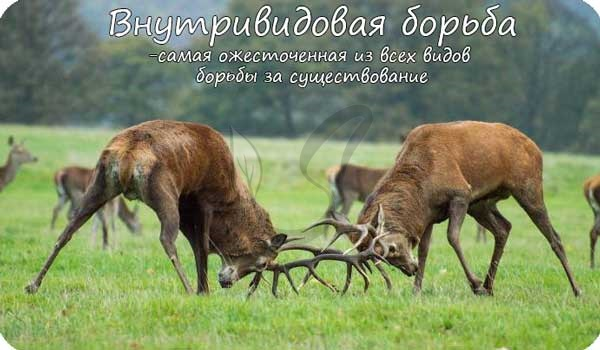 Внутривидовая борьба
-самая ожесточенная из всех видов
борьбы за существование